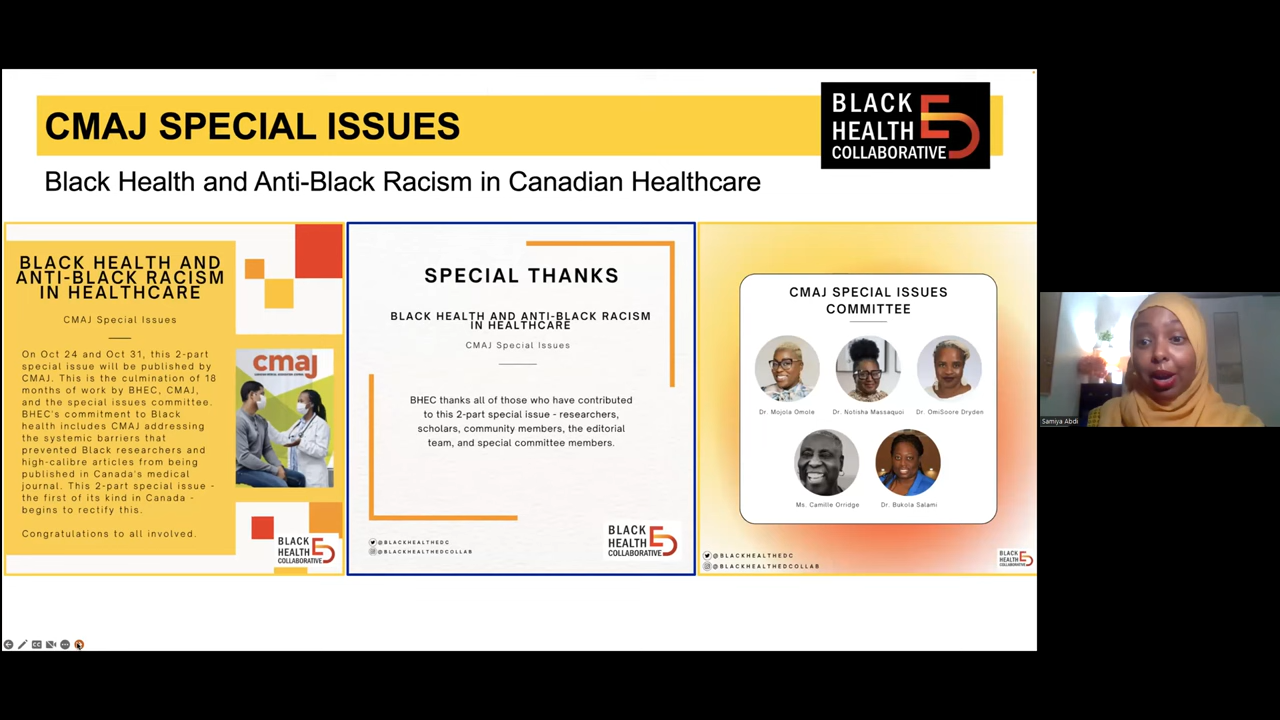 CMAJ SPECIAL ISSUES
BLACK
HEALTH
COLLABORATIVE
Black Health and Anti-Black Racism in Canadian Healthcare
BLACK HEALTH AND
ANTI-BLACK RACISM
IN HEALTHCARE
CMAJ Special Issues
On Oct 24 and Oct 31, this 2-part
special issue will be published by
CMAJ. This is the culmination of 18
months of work by BHEC, CMAJ,
and the special issues committee.
BHEC's commitment to Black
health includes CMAJ addressing
the systemic barriers that
prevented Black researchers and
high-calibre articles from being
published in Canada's medical
journal. This 2-part special issue -
the first of its kind in Canada -
begins to rectify this.
Congratulations to all involved.
cmaj
BLACK
HEALTH
COLLABORATIVE
SPECIAL THANKS
BLACK HEALTH AND ANTI-BLACK RACISM
IN HEALTHCARE
CMAJ Special Issues
BHEC thanks all of those who have contributed
to this 2-part special issue - researchers,
scholars, community members, the editorial
team, and special committee members.
@BLACKHEALTHEDC
@BLACKHEALTHEDCOLLAB
BLACK
HEALTH
COLLABORATIVE
CMAJ SPECIAL ISSUES
COMMITTEE
Dr. Mojola Omole
Dr. Notisha Massaquoi
Dr. OmiSoore Dryden
Ms. Camille Orridge
Dr. Bukola Salami
@BLACKHEALTHEDC
@BLACKHEALTHEDCOLLAB
BLACK
HEALTH
COLLABORATIVE
Samiya Abdi